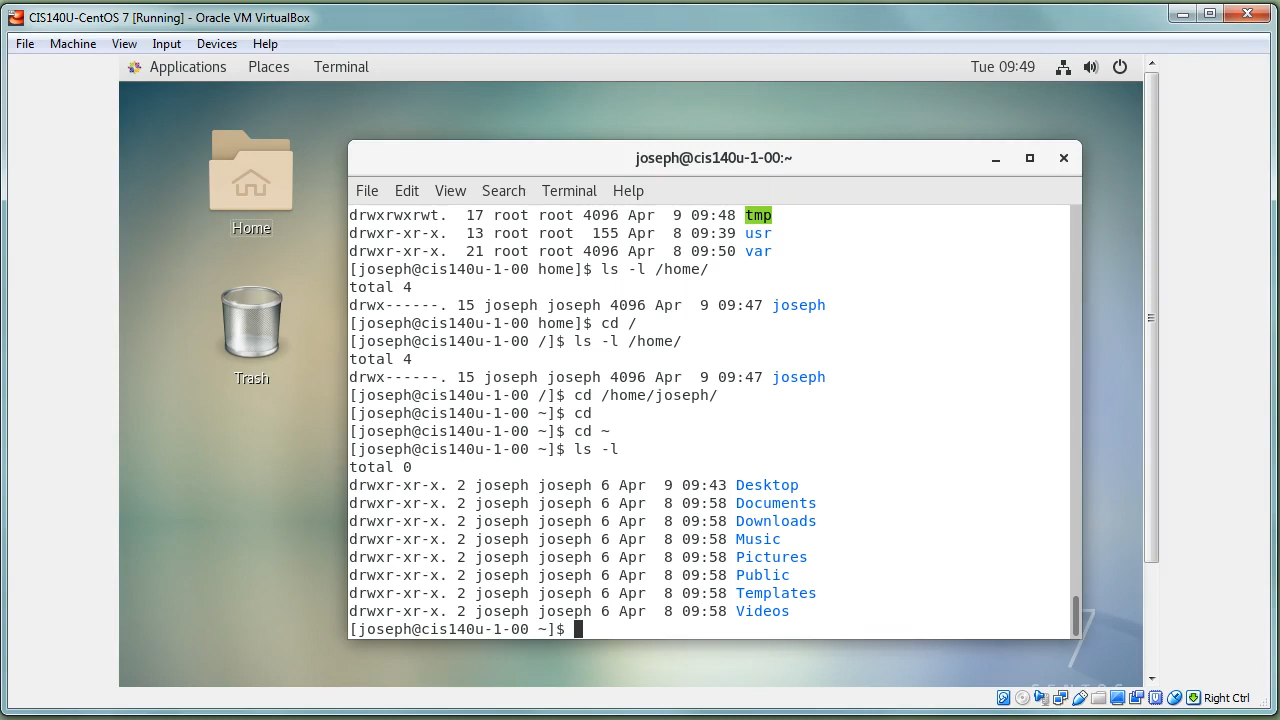 CIS140U-CentOS 7 [Running] - Oracle VM VirtualBox
File Machine View Input Devices Help
Applications Places Terminal Tue 09:49
Home
Trash
joseph@cis140u-1-00:~
File Edit View Search Terminal Help
drwxrwxrwt. 17 root root 4096 Apr  9 09:48 tmp
drwxr-xr-x. 13 root root  155 Apr  8 09:39 usr
drwxr-xr-x. 21 root root 4096 Apr  8 09:50 var
[joseph@cis140u-1-00 home]$ ls -l /home/
total 4
drwx------. 15 joseph joseph 4096 Apr  9 09:47 joseph
[joseph@cis140u-1-00 home]$ cd /
[joseph@cis140u-1-00 /]$ ls -l /home/
total 4
drwx------. 15 joseph joseph 4096 Apr  9 09:47 joseph
[joseph@cis140u-1-00 /]$ cd /home/joseph/
[joseph@cis140u-1-00 ~]$ cd
[joseph@cis140u-1-00 ~]$ cd ~
[joseph@cis140u-1-00 ~]$ ls -l
total 0
drwxr-xr-x. 2 joseph joseph 6 Apr  9 09:43 Desktop
drwxr-xr-x. 2 joseph joseph 6 Apr  8 09:58 Documents
drwxr-xr-x. 2 joseph joseph 6 Apr  8 09:58 Downloads
drwxr-xr-x. 2 joseph joseph 6 Apr  8 09:58 Music
drwxr-xr-x. 2 joseph joseph 6 Apr  8 09:58 Pictures
drwxr-xr-x. 2 joseph joseph 6 Apr  8 09:58 Public
drwxr-xr-x. 2 joseph joseph 6 Apr  8 09:58 Templates
drwxr-xr-x. 2 joseph joseph 6 Apr  8 09:58 Videos
[joseph@cis140u-1-00 ~]$
7
Right Ctrl